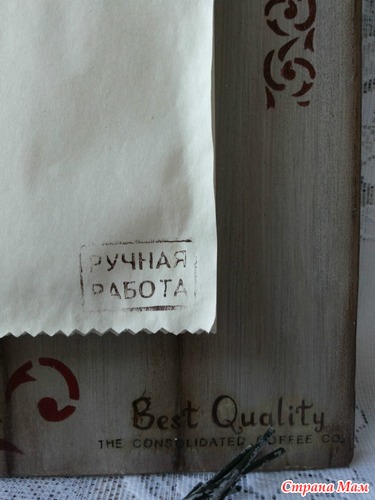 РУЧНАЯ
РАБОТА
Best Quality
THE CONSOLIDATED COFFEE CO.
Страна Мам